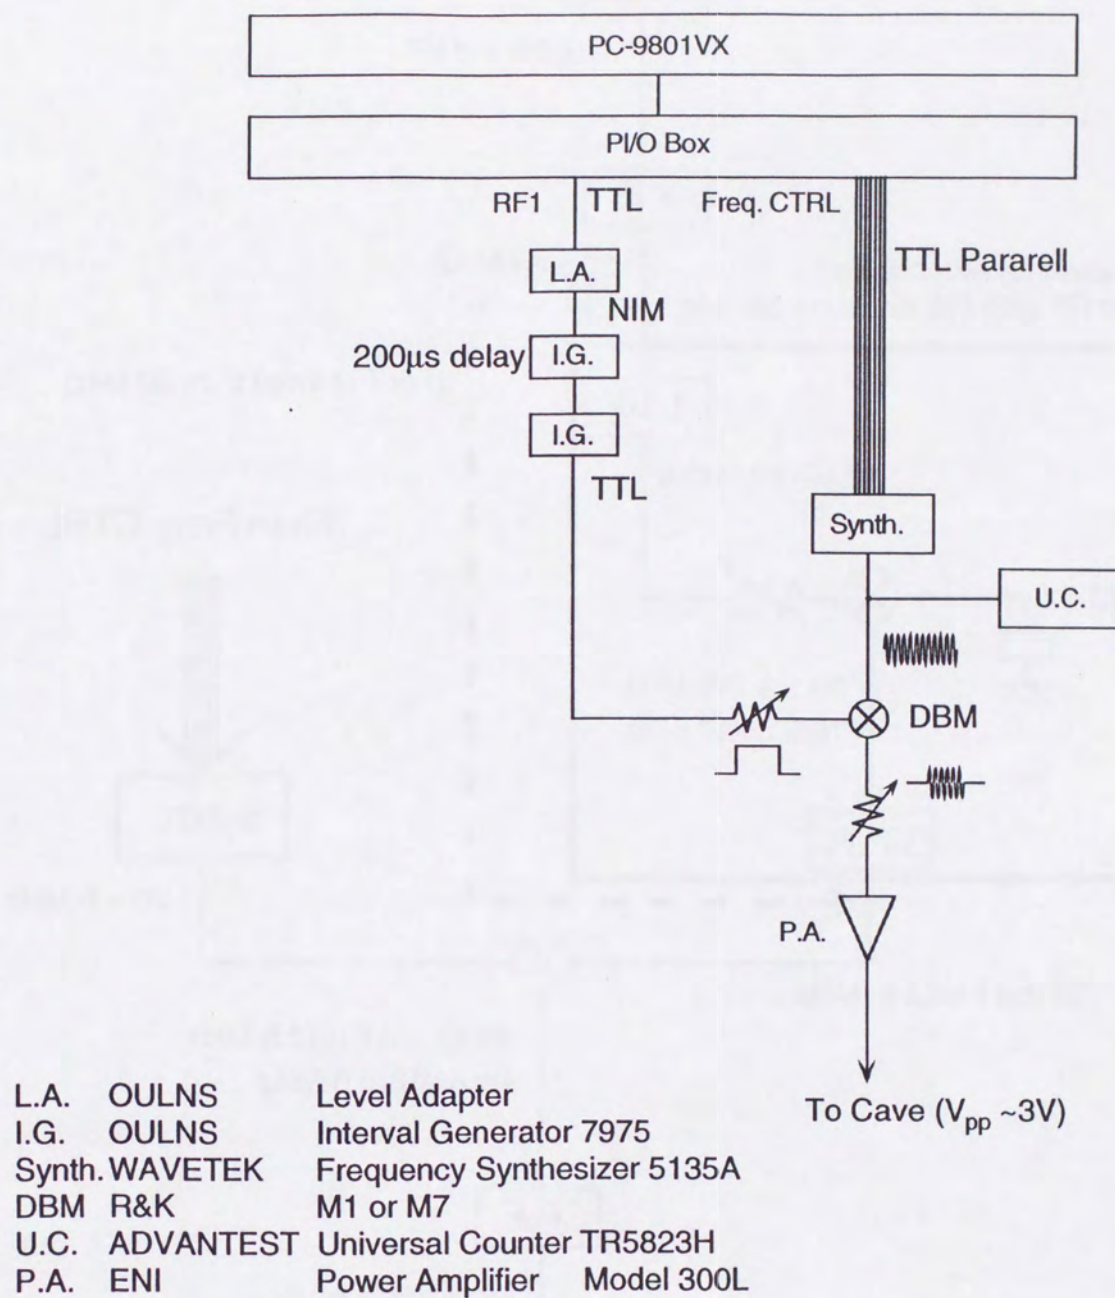 PC-9801VX
PI/O Box
RF1 TTL Freq. CTRL
TTL Pararell
L.A.
NIM
200μs delay I.G.
I.G.
TTL
Synth.
U.C.
DBM
P.A.
To Cave (Vpp ~3V)
L.A. OULNS Level Adapter
I.G. OULNS Interval Generator 7975
Synth. WAVETEK Frequency Synthesizer 5135A
DBM R&K M1 or M7
U.C. ADVANTEST Universal Counter TR5823H
P.A. ENI Power Amplifier Model 300L